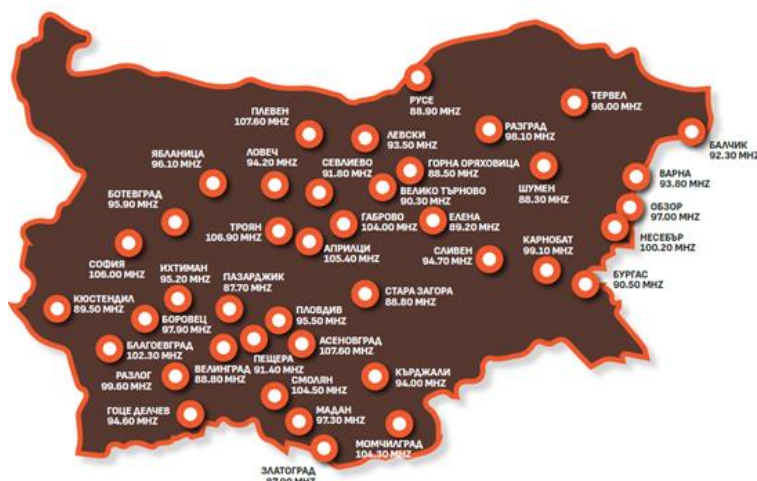 РУСЕ
88.90 MHZ
ТЕРВЕЛ
98.00 MHZ
ПЛЕВЕН
107.60 MHZ
ЛЕВСКИ
93.50 MHZ
РАЗГРАД
98.10 MHZ
БАЛЧИК
92.30 MHZ
ЯБЛАНИЦА
96.10 MHZ
ЛОВЕЧ
94.20 MHZ
СЕВЛИЕВО
91.80 MHZ
ГОРНА ОРЯХОВИЦА
88.50 MHZ
ШУМЕН
88.30 MHZ
ВАРНА
93.80 MHZ
БОТЕВГРАД
95.90 MHZ
ВЕЛИКО ТЪРНОВО
90.30 MHZ
ОБЗОР
97.00 MHZ
ТРОЯН
106.90 MHZ
ГАБРОВО
104.00 MHZ
ЕЛЕНА
89.20 MHZ
НЕСЕБЪР
100.20 MHZ
АПРИЛЦИ
105.40 MHZ
СЛИВЕН
94.70 MHZ
КАРНОБАТ
99.10 MHZ
СОФИЯ
106.00 MHZ
ИХТИМАН
95.20 MHZ
ПАЗАРДЖИК
87.70 MHZ
СТАРА ЗАГОРА
88.80 MHZ
БУРГАС
90.50 MHZ
КЮСТЕНДИЛ
89.50 MHZ
БОРОВЕЦ
97.90 MHZ
ПЛОВДИВ
95.50 MHZ
БЛАГОЕВГРАД
102.30 MHZ
ПЕЩЕРА
91.40 MHZ
АСЕНОВГРАД
107.60 MHZ
РАЗЛОГ
99.60 MHZ
ВЕЛИНГРАД
88.80 MHZ
СМОЛЯН
104.50 MHZ
КЪРДЖАЛИ
94.00 MHZ
ГОЦЕ ДЕЛЧЕВ
94.60 MHZ
МАДАН
97.30 MHZ
МОМЧИЛГРАД
104.30 MHZ
ЗЛАТОГРАД